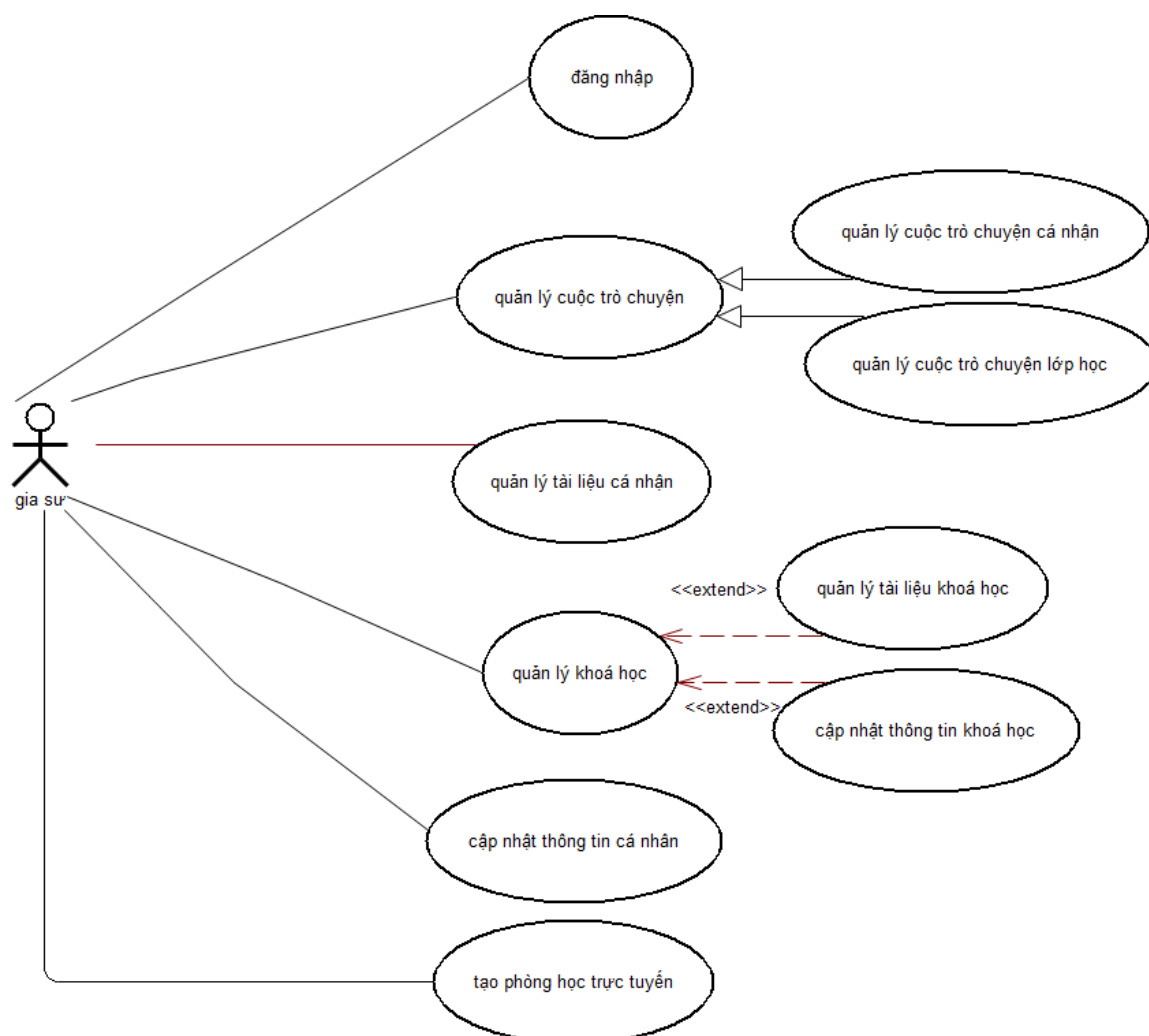 đăng nhập
quản lý cuộc trò chuyện cá nhận
quản lý cuộc trò chuyện
quản lý cuộc trò chuyện lớp học
quản lý tài liệu cá nhận
gia sư
<<extend>>
quản lý tài liệu khoá học
quản lý khoá học
<<extend>>
cập nhật thông tin khoá học
cập nhật thông tin cá nhân
tạo phòng học trực tuyến